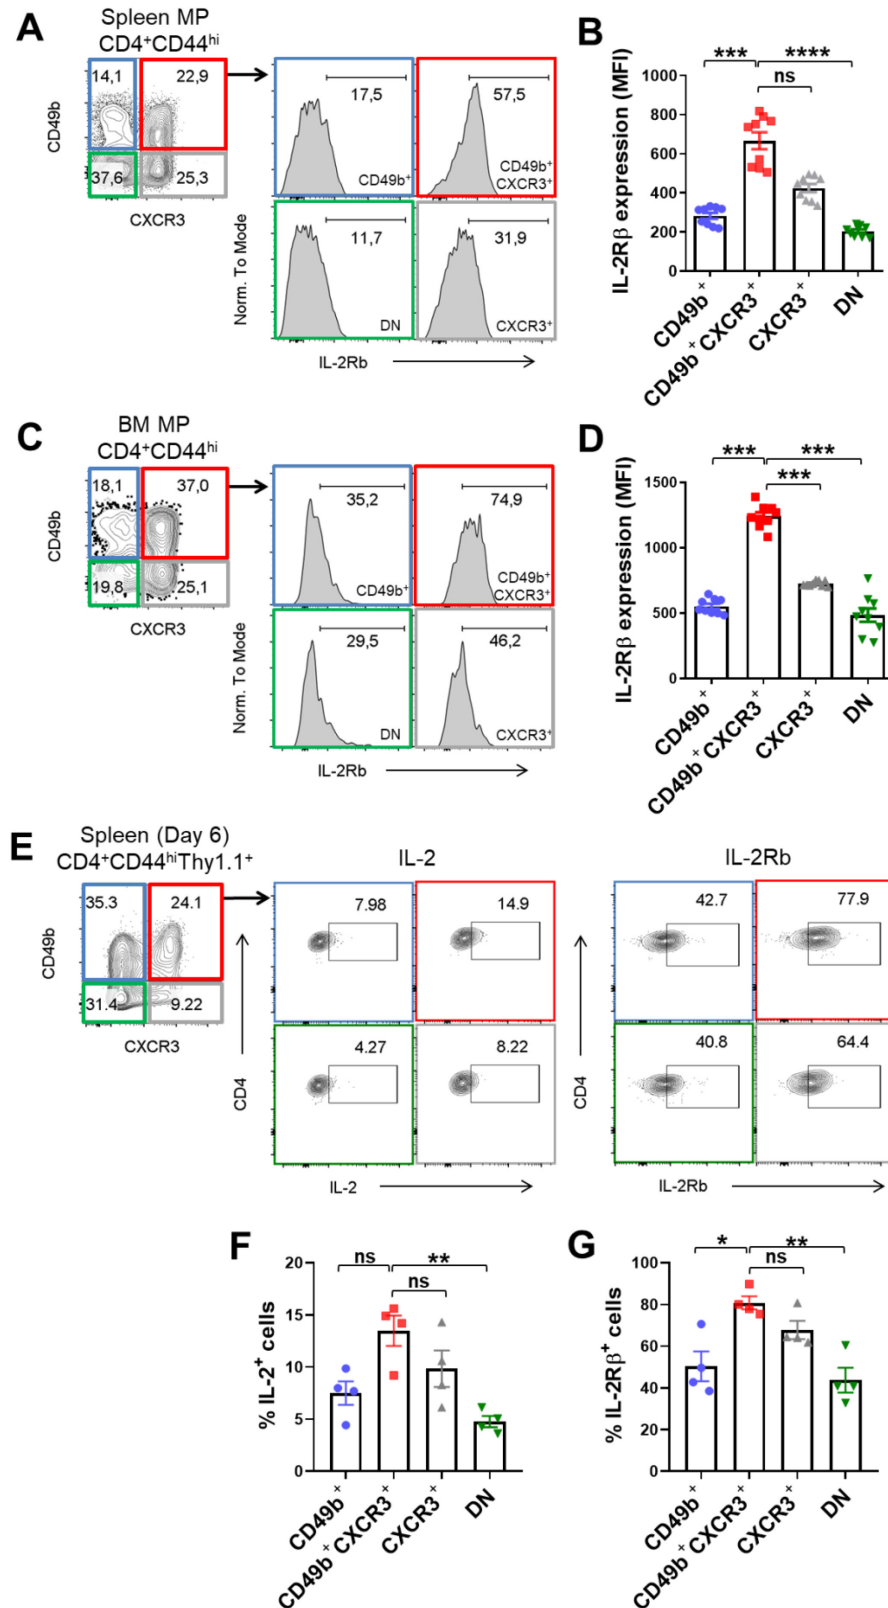 A
Spleen MP
CD4+CD44hi
14,1
22,9
37,6
25,3
CD49b
CXCR3
17,5
CD49b+
57,5
CD49b+
CXCR3+
11,7
DN
31,9
CXCR3+
Norm. To Mode
IL-2Rb
B
IL-2Rβ expression (MFI)
1000
800
600
400
200
0
***
****
ns
CD49b+
CD49b+ CXCR3+
CXCR3+
DN
C
BM MP
CD4+CD44hi
18,1
37,0
19,8
25,1
CD49b
CXCR3
35,2
CD49b+
74,9
CD49b+
CXCR3+
29,5
DN
46,2
CXCR3+
Norm. To Mode
IL-2Rb
D
IL-2Rβ expression (MFI)
1500
1000
500
0
***
***
***
CD49b+
CD49b+ CXCR3+
CXCR3+
DN
E
Spleen (Day 6)
CD4+CD44hiThy1.1+
35.3
24.1
31.4
9.22
CD49b
CXCR3
IL-2
7.98
14.9
4.27
8.22
CD4
IL-2
IL-2Rb
42.7
77.9
40.8
64.4
CD4
IL-2Rb
F
% IL-2+ cells
20
15
10
5
0
ns
**
ns
CD49b+
CD49b+ CXCR3+
CXCR3+
DN
G
% IL-2Rβ+ cells
100
80
60
40
20
0
*
**
ns
CD49b+
CD49b+ CXCR3+
CXCR3+
DN